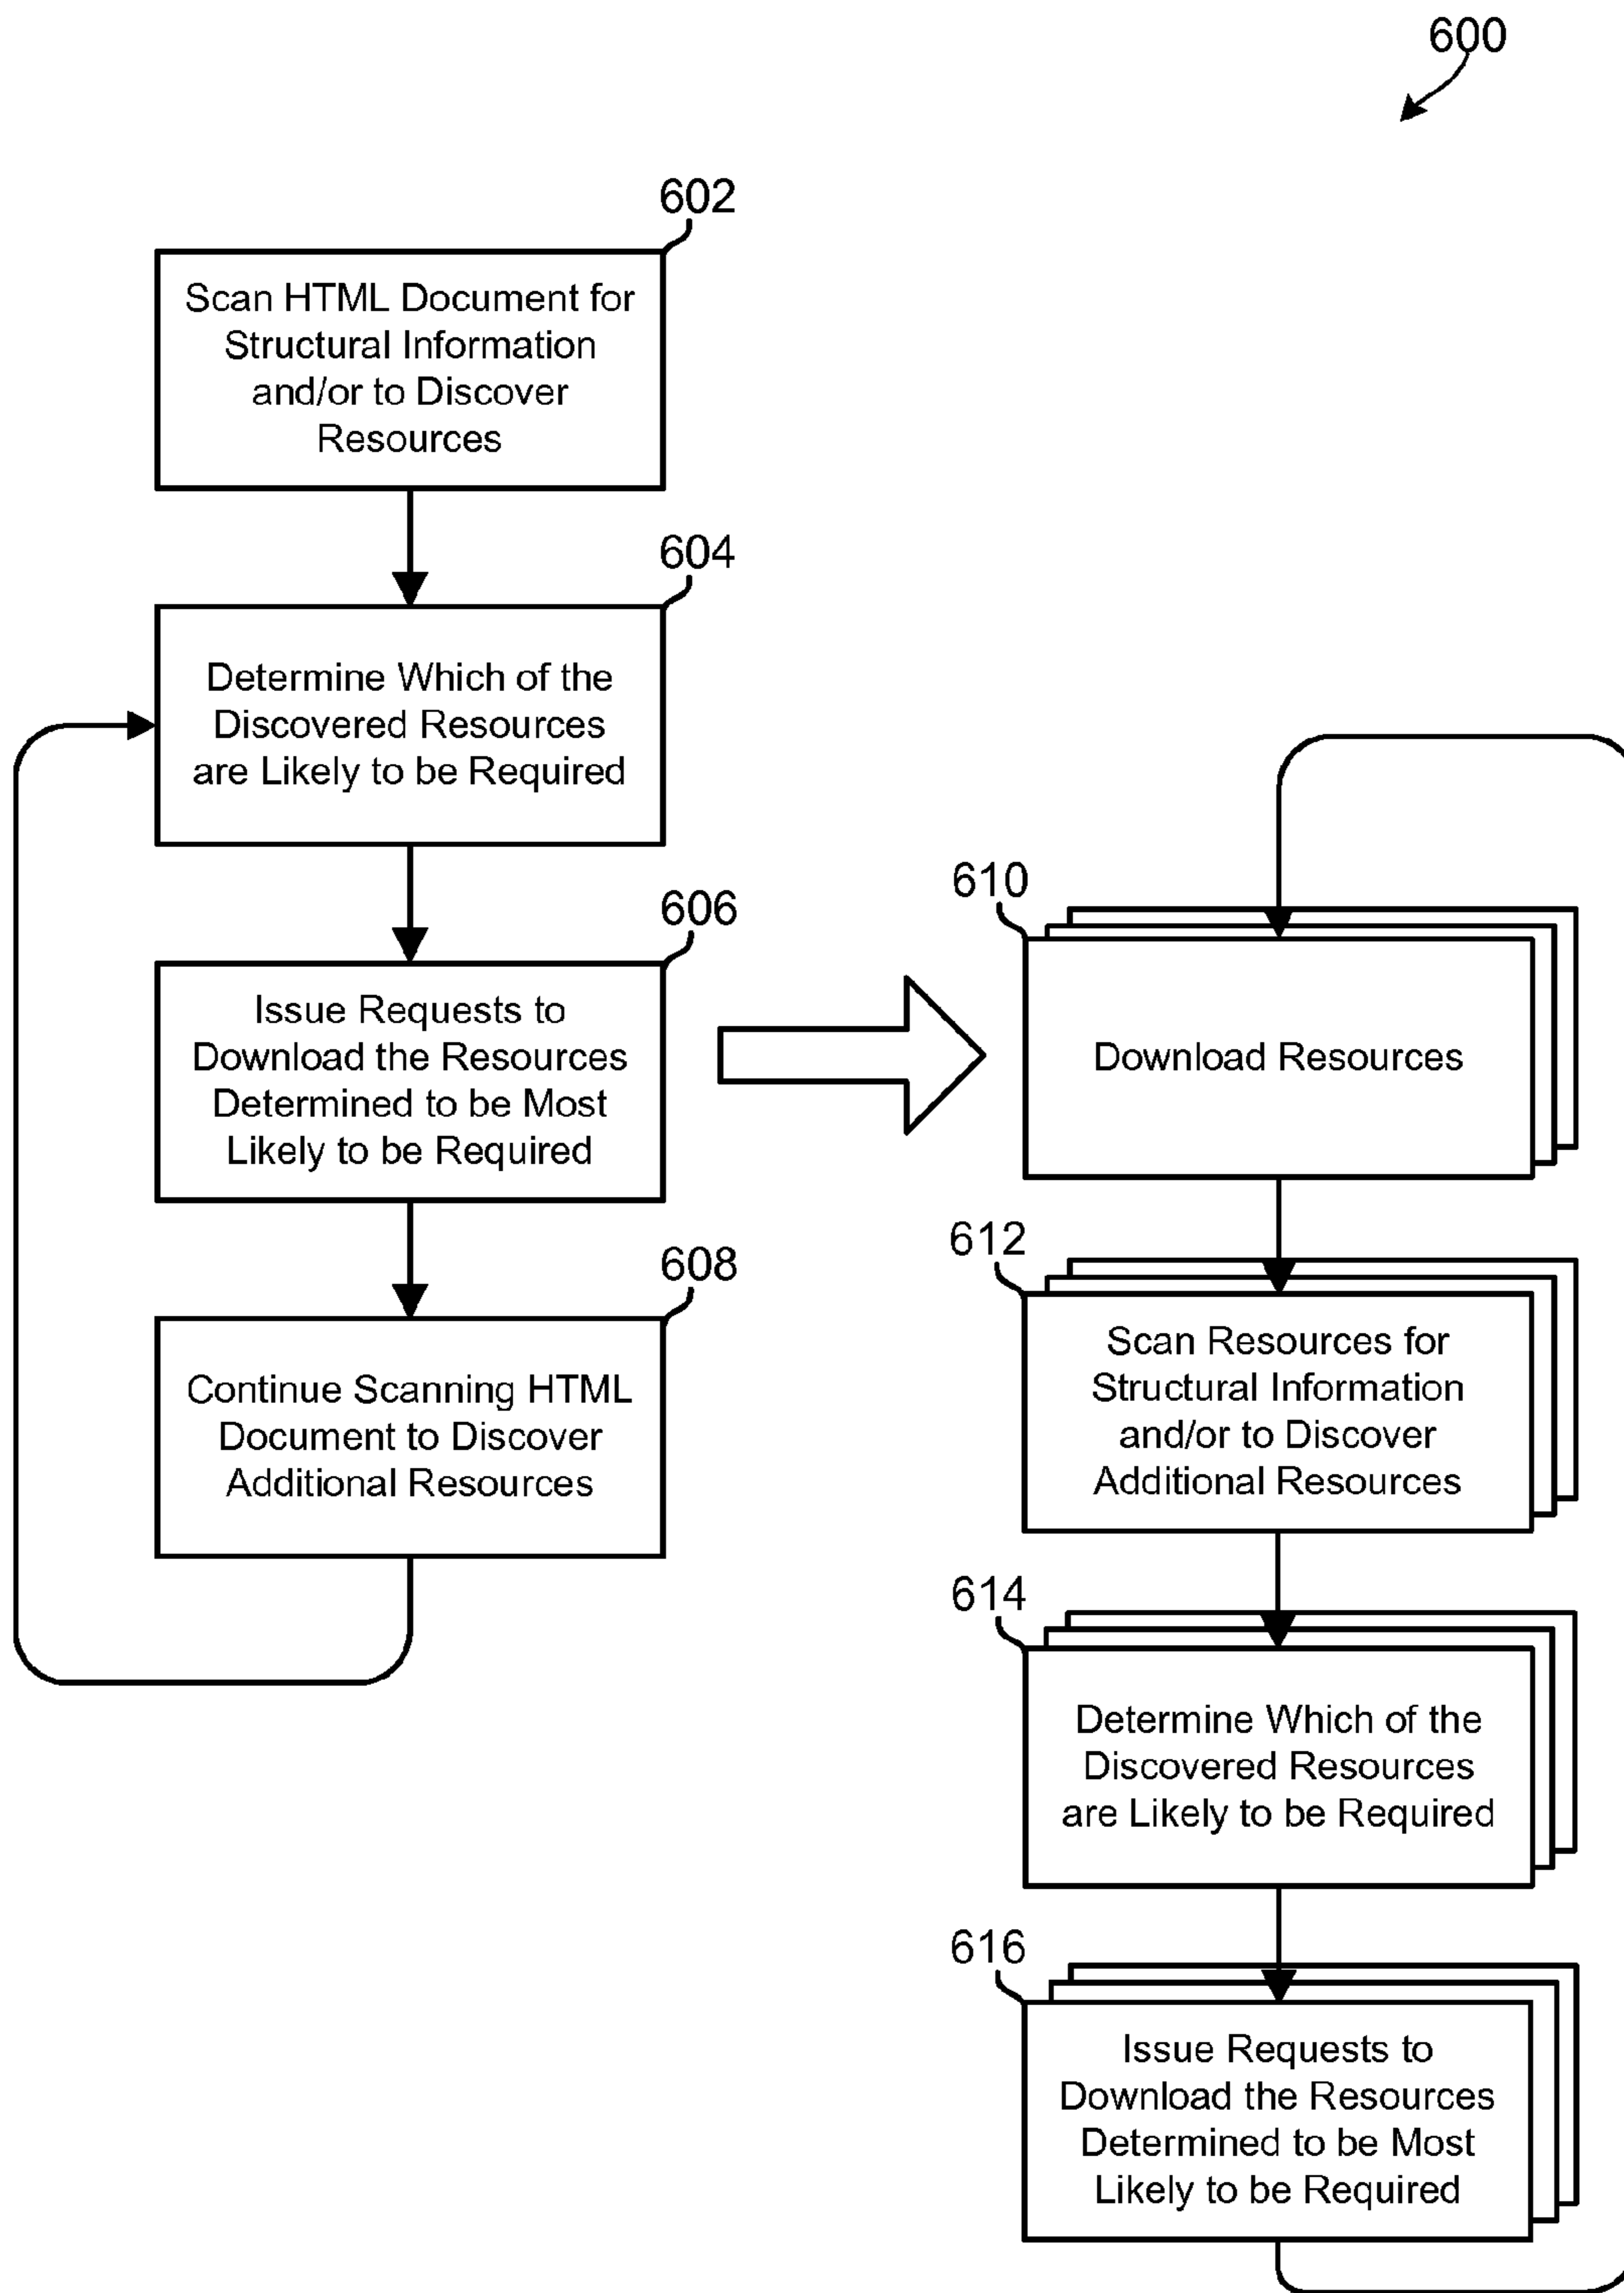 600
602
Scan HTML Document for
Structural Information
and/or to Discover
Resources
604
Determine Which of the
Discovered Resources
are Likely to be Required
606
Issue Requests to
Download the Resources
Determined to be Most
Likely to be Required
608
Continue Scanning HTML
Document to Discover
Additional Resources
610
Download Resources
612
Scan Resources for
Structural Information
and/or to Discover
Additional Resources
614
Determine Which of the
Discovered Resources
are Likely to be Required
616
Issue Requests to
Download the Resources
Determined to be Most
Likely to be Required